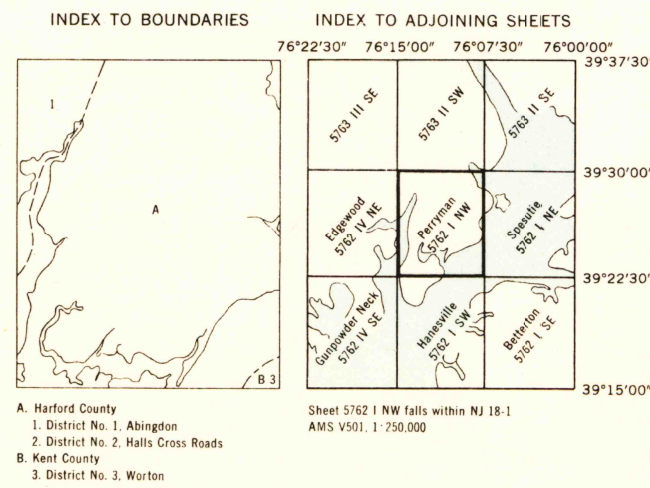 INDEX TO BOUNDARIES
1
A
B 3
A. Harford County
1. District No. 1, Abingdon
2. District No. 2, Halls Cross Roads
B. Kent County
3. District No. 3, Worton
INDEX TO ADJOINING SHEETS
76°22'30" 76°15'00" 76°07'30" 76°00'00"
39°37'30"
5763 III SE
5763 II SW
5763 II SE
39°30'00"
Edgewood
5762 IV NE
Perryman
5762 I NW
Spesutie
5762 I NE
39°22'30"
Gunpowder Neck
5762 IV SE
Hanesville
5762 I SW
Betterton
5762 I SE
39°15'00"
Sheet 5762 I NW falls within NJ 18-1
AMS V501, 1:250,000